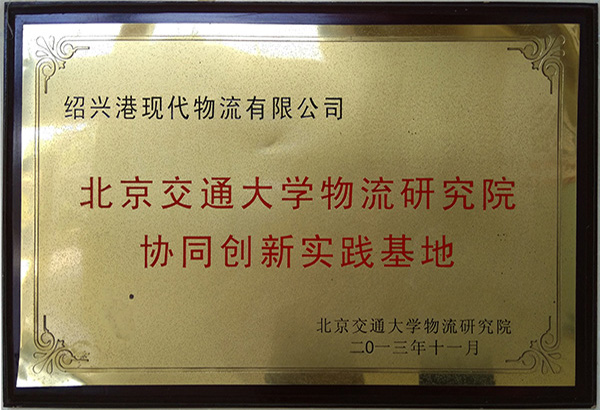 绍兴港现代物流有限公司
北京交通大学物流研究院
协同创新实践基地
北京交通大学物流研究院
二〇一三年十一月